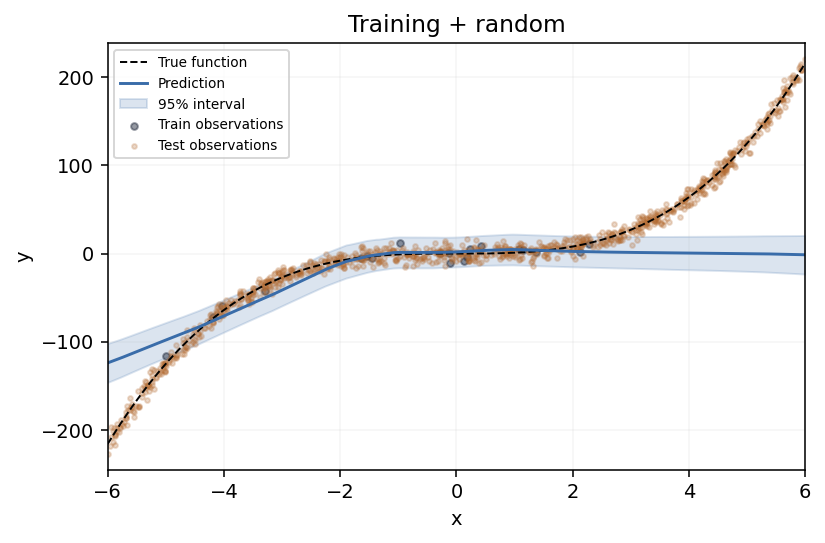 Training + random
True function
Prediction
95% interval
Train observations
Test observations
200
100
0
−100
−200
y
−6
−4
−2
0
2
4
6
x